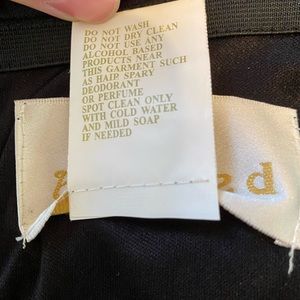 DO NOT WASH
DO NOT DRY CLEAN
DO NOT USE ANY
ALCOHOL BASED
PRODUCTS NEAR
THIS GARMENT SUCH
AS HAIR SPARY
DEODORANT
OR PERFUME
SPOT CLEAN ONLY
WITH COLD WATER
AND MILD SOAP
IF NEEDED